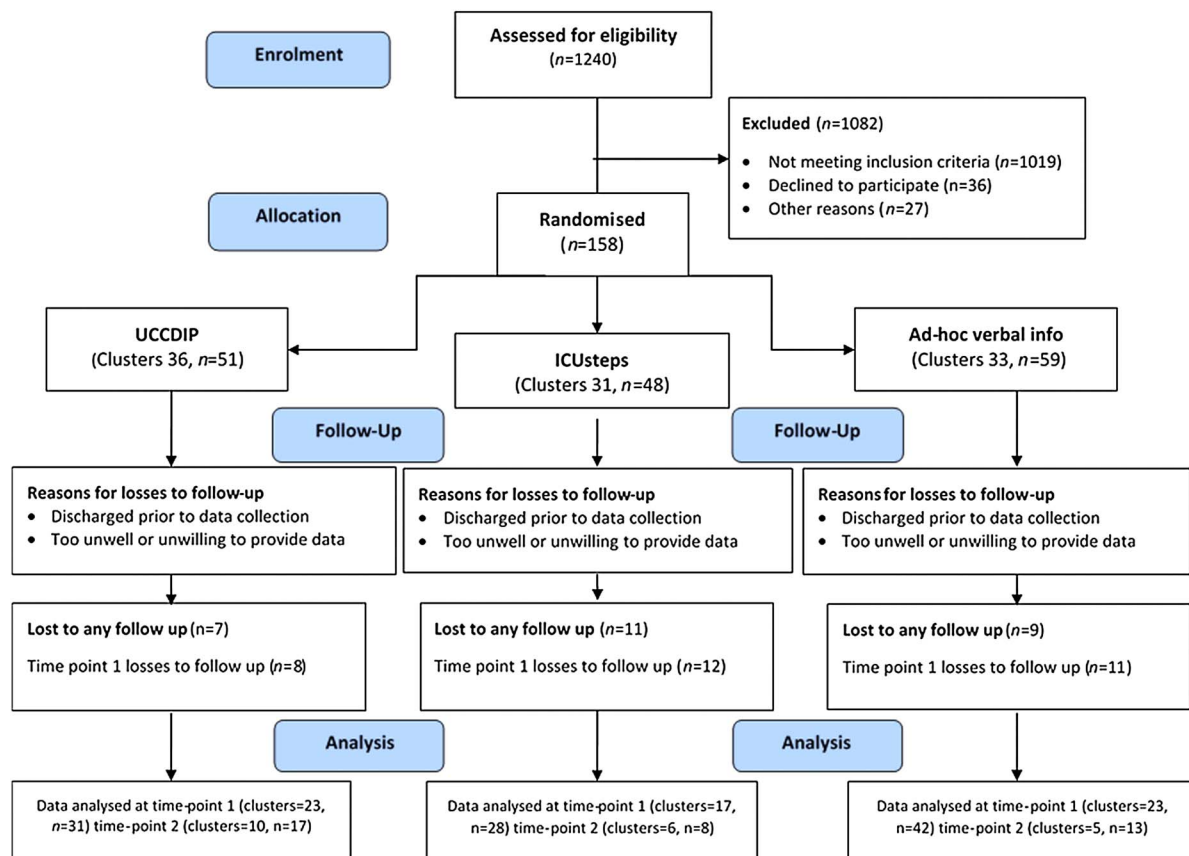 Enrolment
Assessed for eligibility
(n=1240)
Excluded (n=1082)
• Not meeting inclusion criteria (n=1019)
• Declined to participate (n=36)
• Other reasons (n=27)
Allocation
Randomised
(n=158)
UCCDIP
(Clusters 36, n=51)
ICUsteps
(Clusters 31, n=48)
Ad-hoc verbal info
(Clusters 33, n=59)
Follow-Up
Follow-Up
Reasons for losses to follow-up
• Discharged prior to data collection
• Too unwell or unwilling to provide data
Reasons for losses to follow-up
• Discharged prior to data collection
• Too unwell or unwilling to provide data
Reasons for losses to follow-up
• Discharged prior to data collection
• Too unwell or unwilling to provide data
Lost to any follow up (n=7)
Time point 1 losses to follow up (n=8)
Lost to any follow up (n=11)
Time point 1 losses to follow up (n=12)
Lost to any follow up (n=9)
Time point 1 losses to follow up (n=11)
Analysis
Analysis
Data analysed at time-point 1 (clusters=23,
n=31) time-point 2 (clusters=10, n=17)
Data analysed at time-point 1 (clusters=17,
n=28) time-point 2 (clusters=6, n=8)
Data analysed at time-point 1 (clusters=23,
n=42) time-point 2 (clusters=5, n=13)